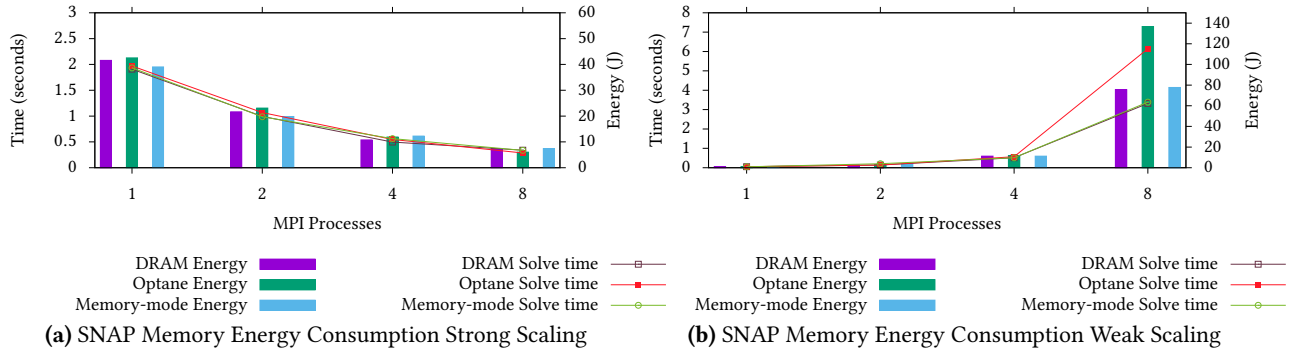 3
2.5
2
1.5
1
0.5
0
Time (seconds)
60
50
40
30
20
10
0
Energy (J)
1 2 4 8
MPI Processes
DRAM Energy
Optane Energy
Memory-mode Energy
DRAM Solve time
Optane Solve time
Memory-mode Solve time
(a) SNAP Memory Energy Consumption Strong Scaling
8
7
6
5
4
3
2
1
0
Time (seconds)
140
120
100
80
60
40
20
0
Energy (J)
1 2 4 8
MPI Processes
DRAM Energy
Optane Energy
Memory-mode Energy
DRAM Solve time
Optane Solve time
Memory-mode Solve time
(b) SNAP Memory Energy Consumption Weak Scaling